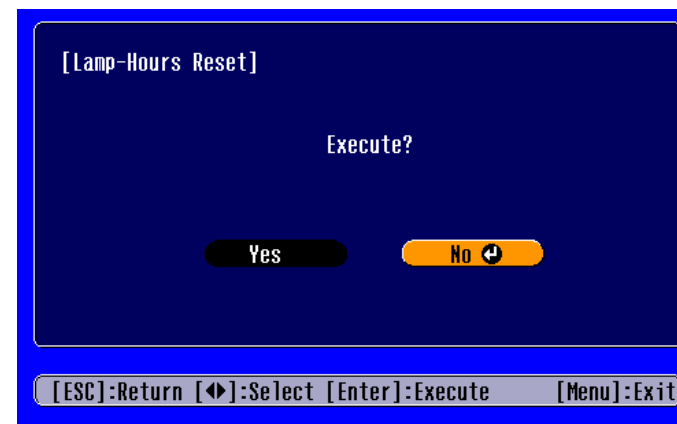 [Lamp-Hours Reset]
Execute?
Yes No
[ESC]:Return [◀▶]:Select [Enter]:Execute [Menu]:Exit